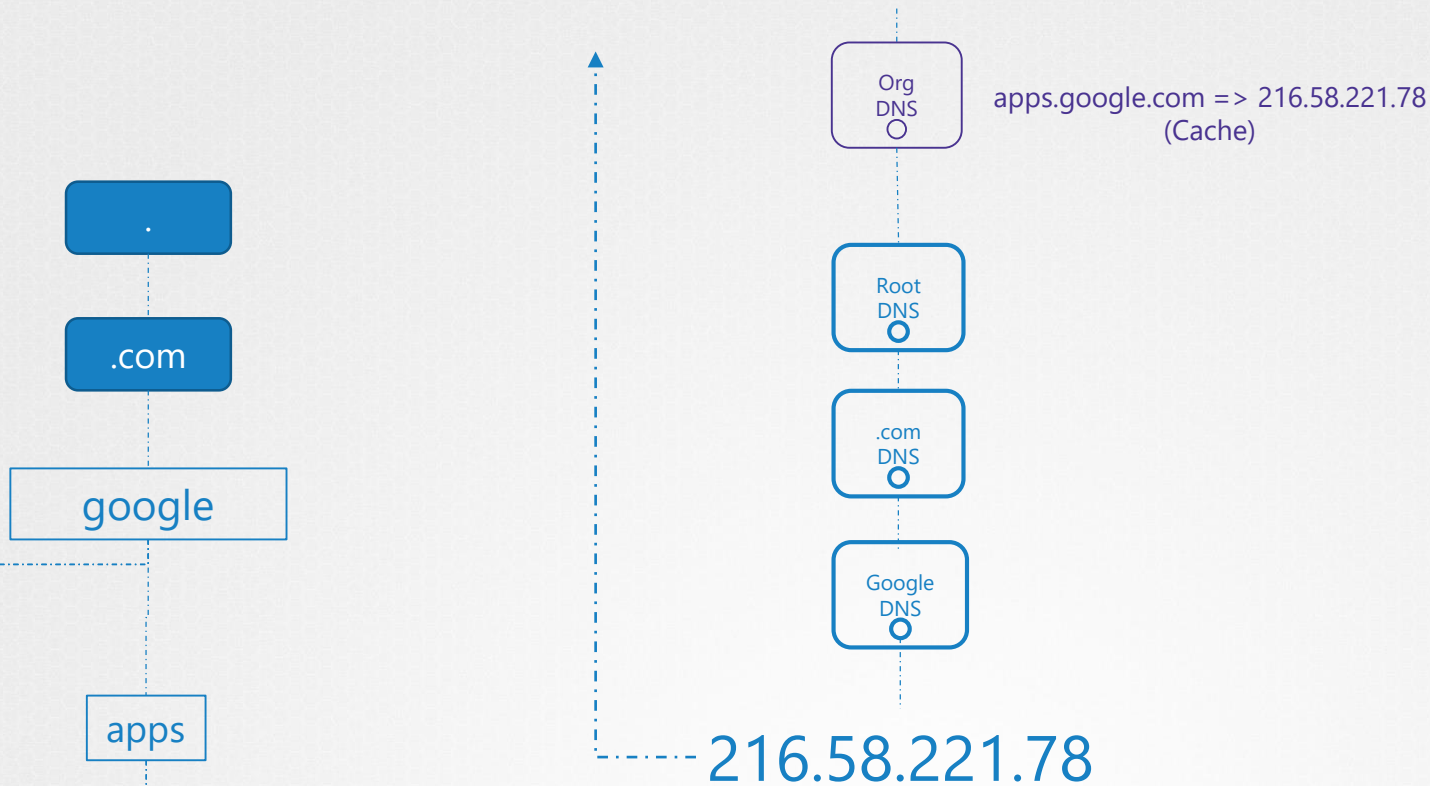 .
.com
google
apps
Org
DNS
apps.google.com => 216.58.221.78
(Cache)
Root
DNS
.com
DNS
Google
DNS
216.58.221.78